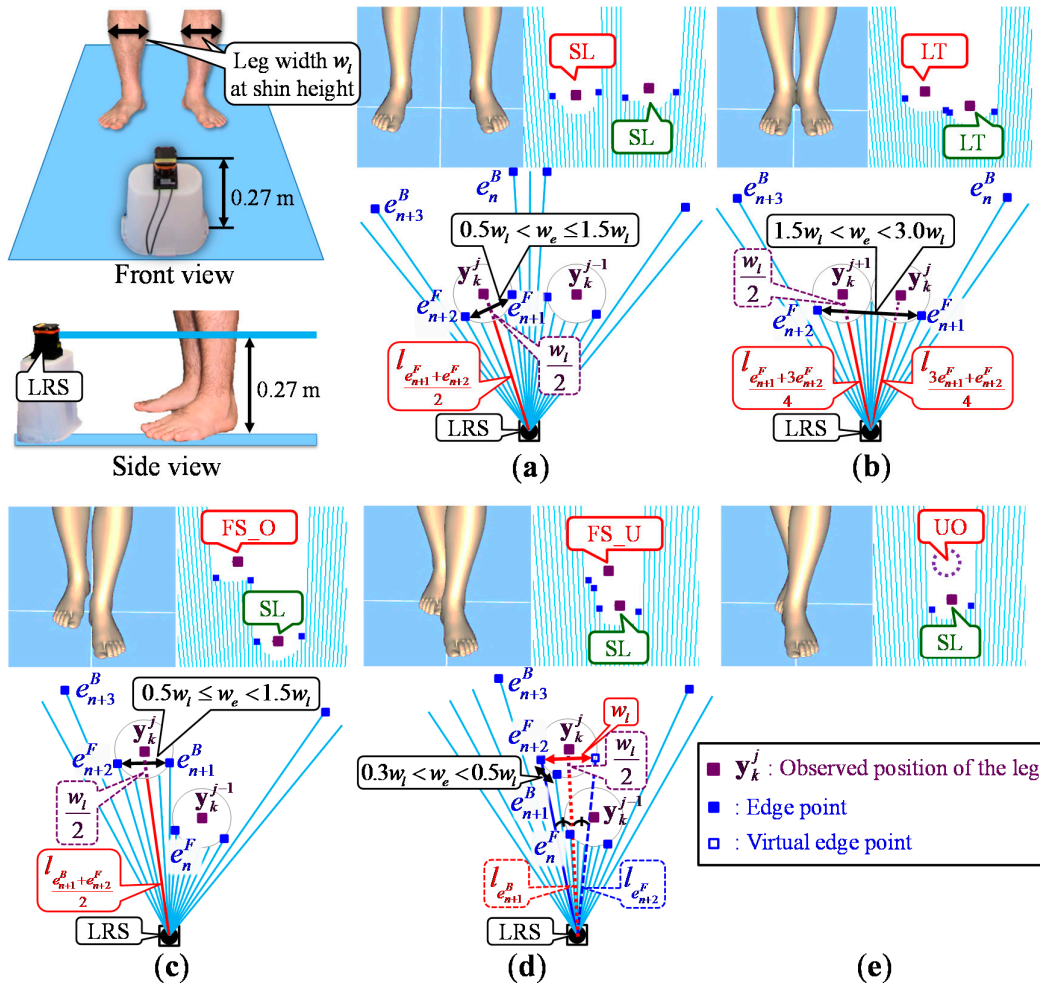 Leg width w_l
at shin height
0.27 m
Front view
LRS
0.27 m
Side view
SL
SL
e^B_{n+3}
e^B_n
0.5w_l < w_e ≤ 1.5w_l
y^j_k
y^{j-1}_k
e^F_{n+2}
e^F_{n+1}
w_l/2
l_{(e^F_{n+1}+e^F_{n+2})/2}
LRS
(a)
LT
LT
e^B_{n+3}
e^B_n
1.5w_l < w_e < 3.0w_l
w_l/2
y^{j+1}_k
y^j_k
e^F_{n+2}
e^F_{n+1}
l_{(e^F_{n+1}+3e^F_{n+2})/4}
l_{(3e^F_{n+1}+e^F_{n+2})/4}
LRS
(b)
FS_O
SL
e^B_{n+3}
0.5w_l ≤ w_e < 1.5w_l
y^j_k
e^F_{n+2}
e^B_{n+1}
w_l/2
y^{j-1}_k
e^F_n
l_{(e^B_{n+1}+e^F_{n+2})/2}
LRS
(c)
FS_U
SL
e^B_{n+3}
w_l
y^j_k
e^F_{n+2}
w_l/2
0.3w_l < w_e < 0.5w_l
e^B_{n+1}
y^{j-1}_k
e^F_n
l_{e^B_{n+1}}
l_{e^F_{n+2}}
LRS
(d)
UO
SL
y^j_k : Observed position of the leg
: Edge point
: Virtual edge point
(e)